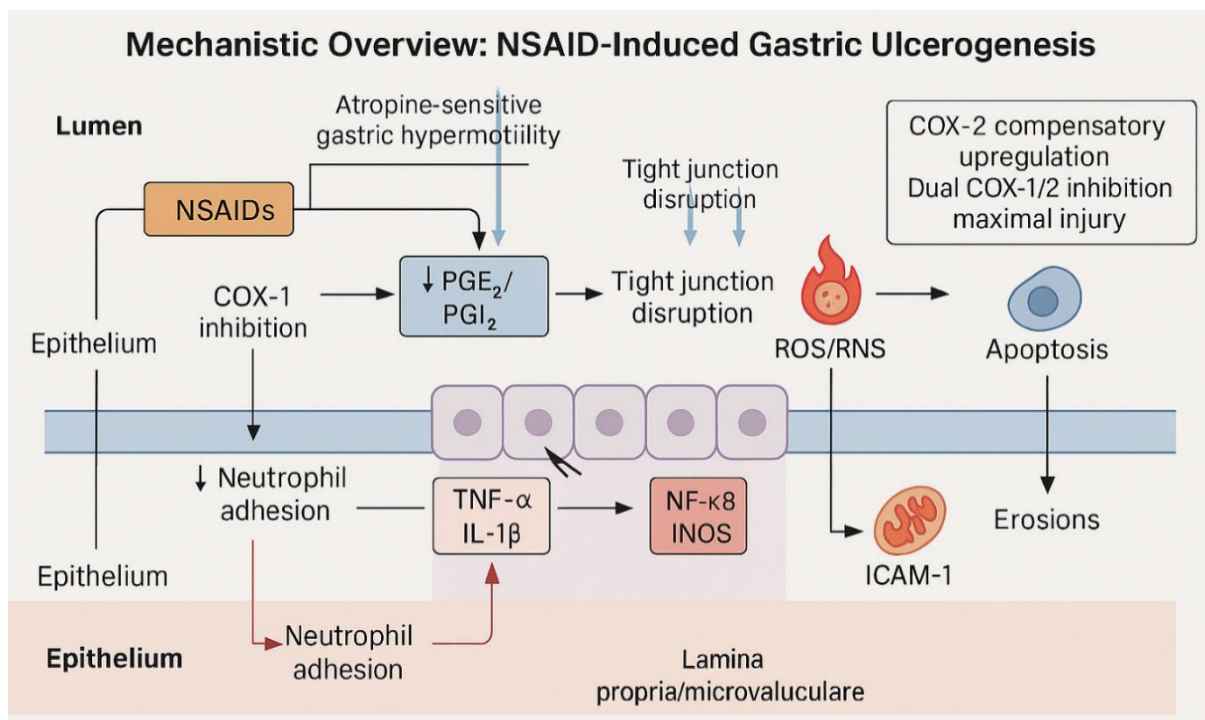 Mechanistic Overview: NSAID-Induced Gastric Ulcerogenesis
Lumen
Atropine-sensitive
gastric hypermotiility
NSAIDs
Tight junction
disruption
COX-2 compensatory
upregulation
Dual COX-1/2 inhibition
maximal injury
Epithelium
COX-1
inhibition
↓ PGE₂/
PGI₂
Tight junction
disruption
ROS/RNS
Apoptosis
↓ Neutrophil
adhesion
TNF-α
IL-1β
NF-κ8
INOS
ICAM-1
Erosions
Epithelium
Epithelium
Neutrophil
adhesion
Lamina
propria/microvaluculare